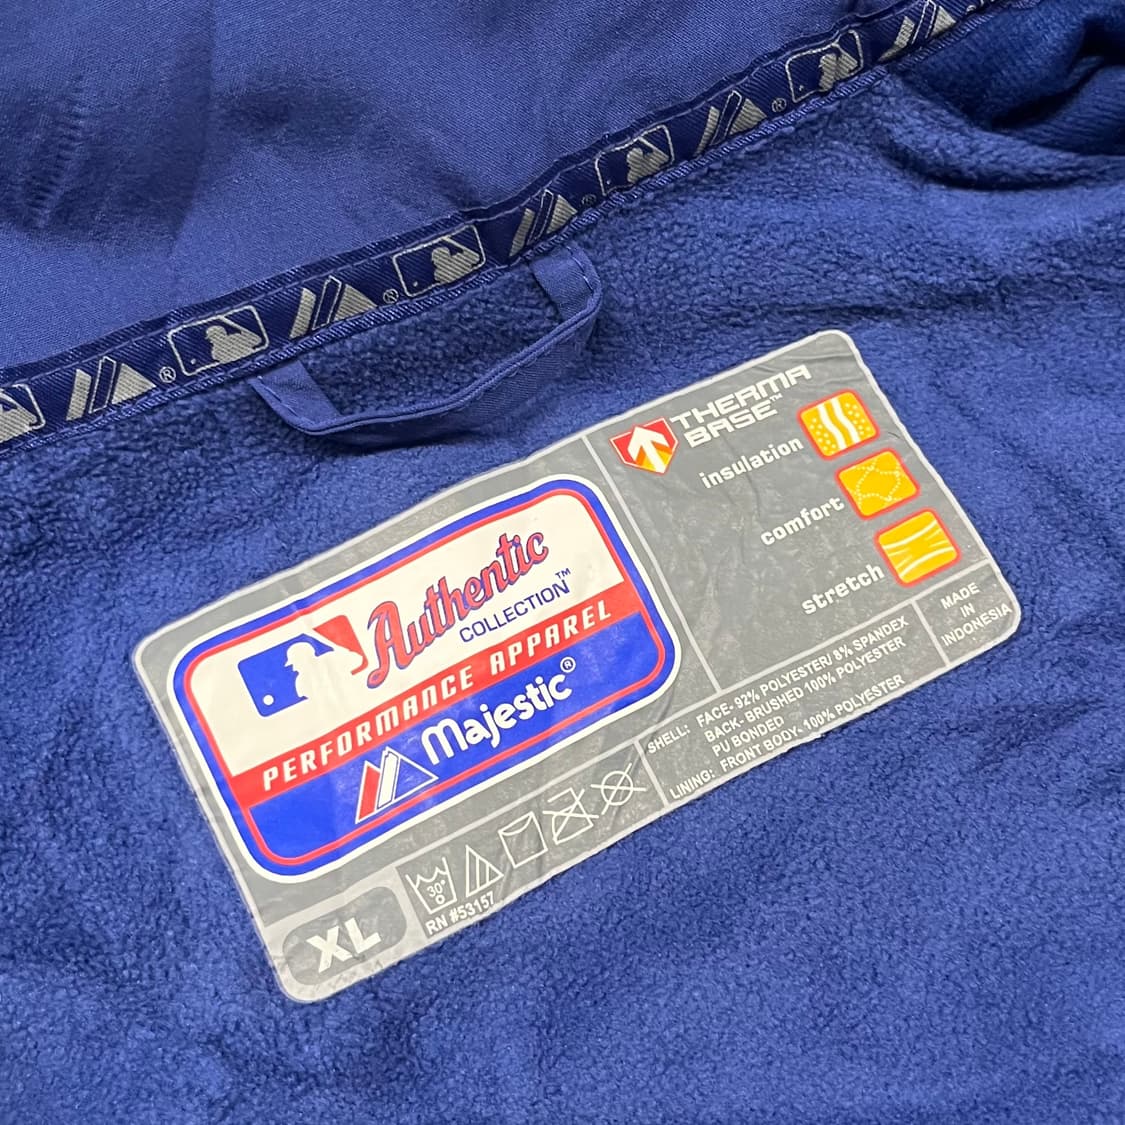 ®
®
®
®
THERMA
BASE™
insulation
comfort
stretch
Authentic
COLLECTION™
PERFORMANCE APPAREL
Majestic®
MADE
IN
INDONESIA
SHELL: FACE- 92% POLYESTER/ 8% SPANDEX
BACK- BRUSHED 100% POLYESTER
PU BONDED
LINING: FRONT BODY- 100% POLYESTER
30°
RN #53157
XL